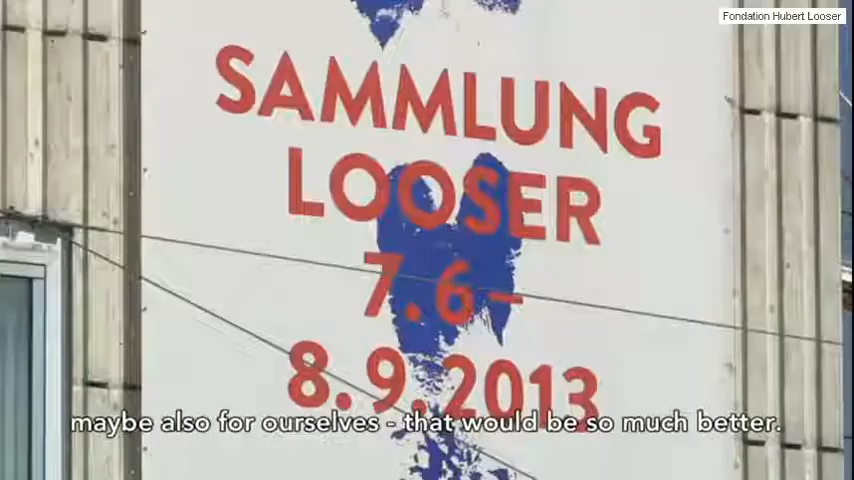 Fondation Hubert Looser
SAMMLUNG
LOOSER
7.6–
8.9.2013
maybe also for ourselves - that would be so much better.